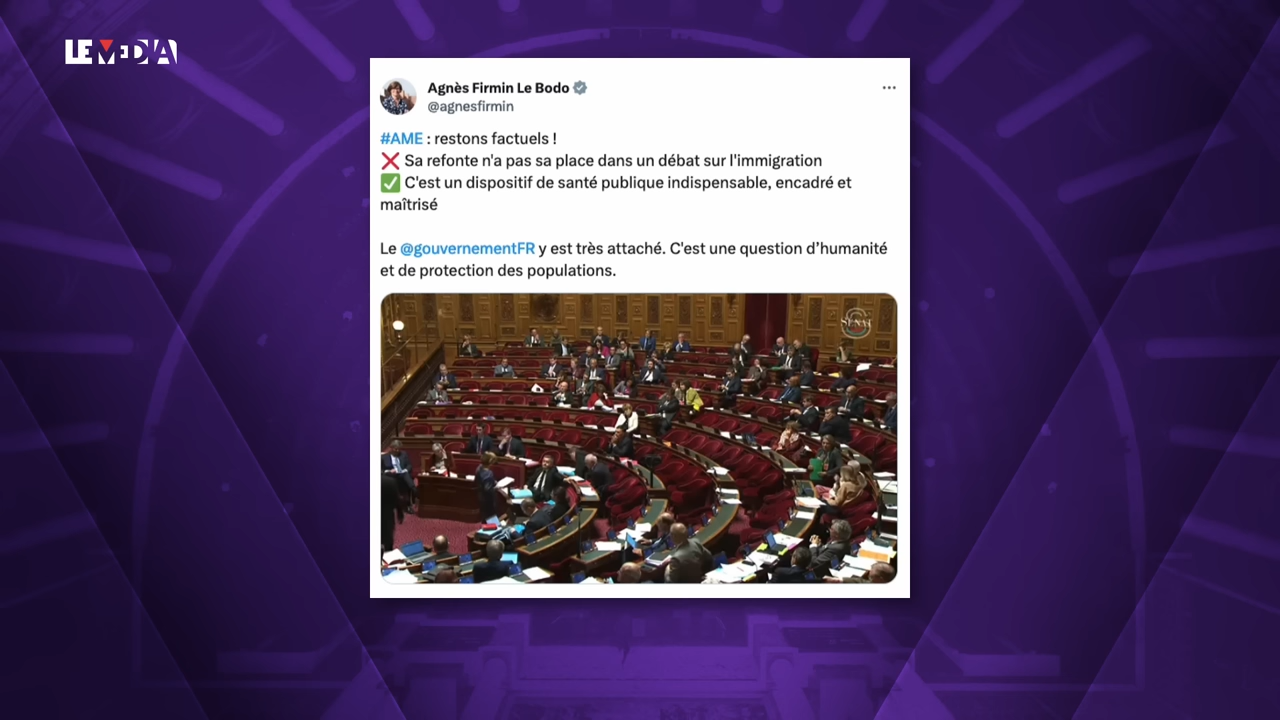 LE MEDIA
Agnès Firmin Le Bodo
@agnesfirmin
#AME : restons factuels !
❌ Sa refonte n'a pas sa place dans un débat sur l'immigration
✅ C'est un dispositif de santé publique indispensable, encadré et
maîtrisé
Le @gouvernementFR y est très attaché. C'est une question d’humanité
et de protection des populations.
SÉNAT